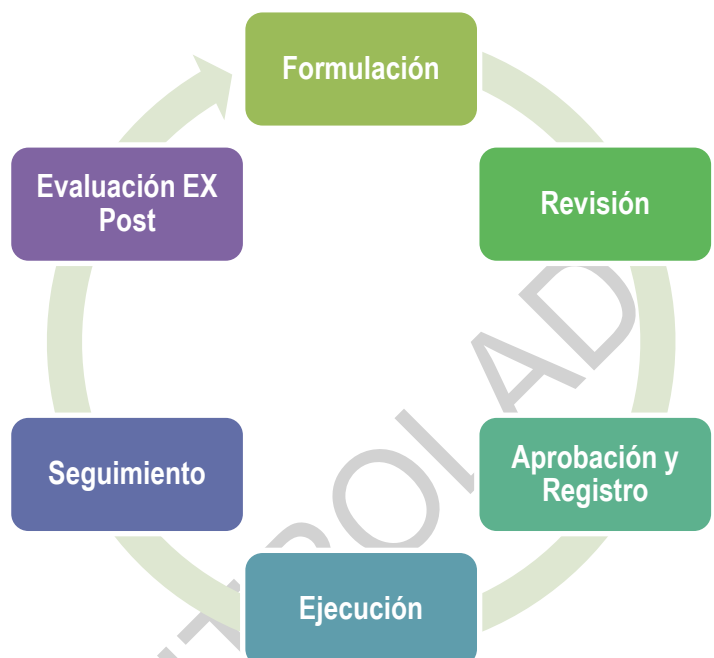 Formulación
Revisión
Aprobación y
Registro
Ejecución
Seguimiento
Evaluación EX
Post